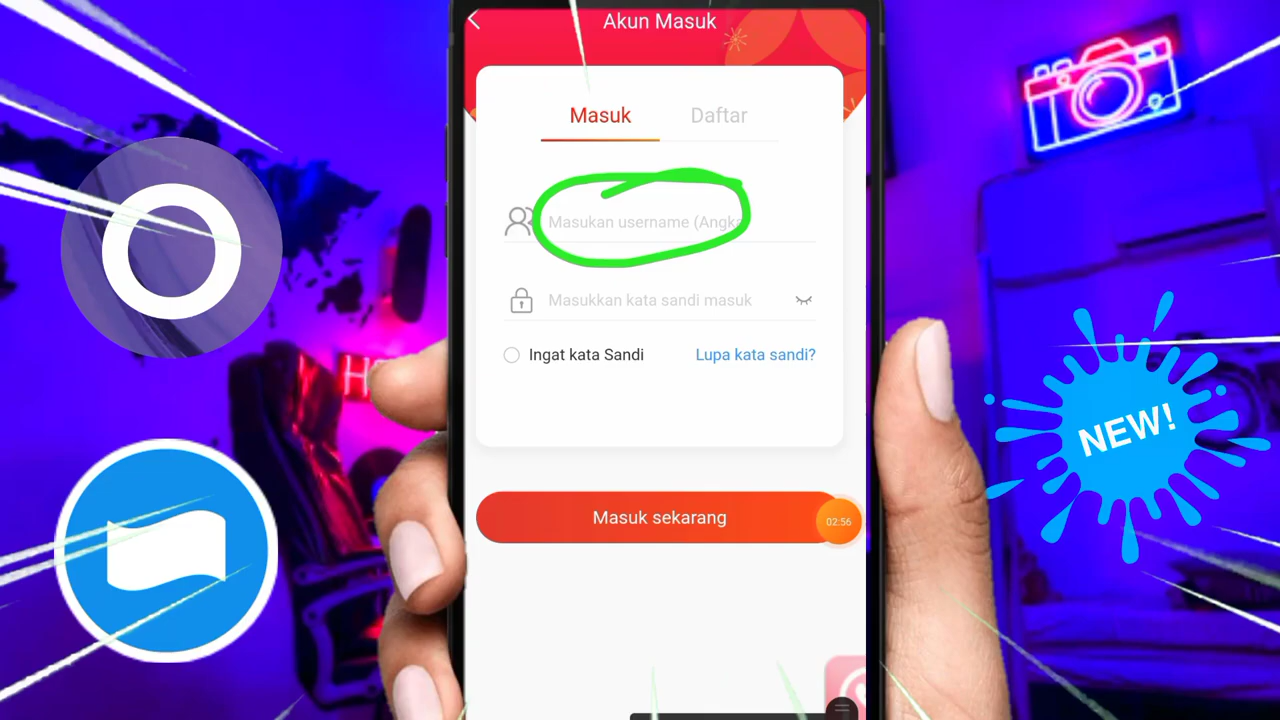 Akun Masuk
Masuk
Daftar
Masukan username (Angka
Masukkan kata sandi masuk
Ingat kata Sandi
Lupa kata sandi?
Masuk sekarang
02:56
NEW!